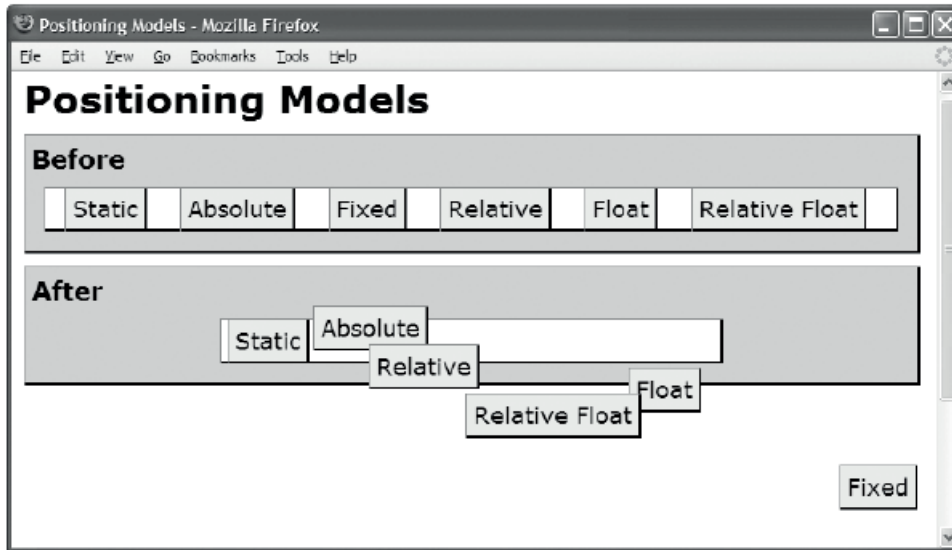 Positioning Models - Mozilla Firefox
File Edit View Go Bookmarks Tools Help
Positioning Models
Before
Static Absolute Fixed Relative Float Relative Float
After
Static Absolute
Relative
Float
Relative Float
Fixed